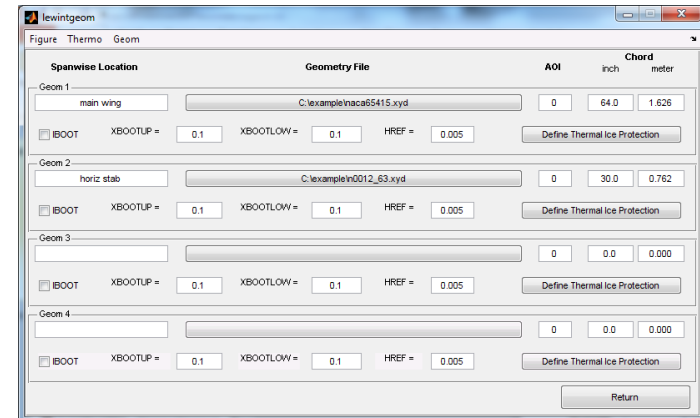 lewintgeom
Figure Thermo Geom
Spanwise Location Geometry File AOI Chord
inch meter
Geom 1
main wing C:\example\naca65415.xyd 0 64.0 1.626
IBOOT XBOOTUP = 0.1 XBOOTLOW = 0.1 HREF = 0.005 Define Thermal Ice Protection
Geom 2
horiz stab C:\example\n0012_63.xyd 0 30.0 0.762
IBOOT XBOOTUP = 0.1 XBOOTLOW = 0.1 HREF = 0.005 Define Thermal Ice Protection
Geom 3
0 0.0 0.000
IBOOT XBOOTUP = 0.1 XBOOTLOW = 0.1 HREF = 0.005 Define Thermal Ice Protection
Geom 4
0 0.0 0.000
IBOOT XBOOTUP = 0.1 XBOOTLOW = 0.1 HREF = 0.005 Define Thermal Ice Protection
Return